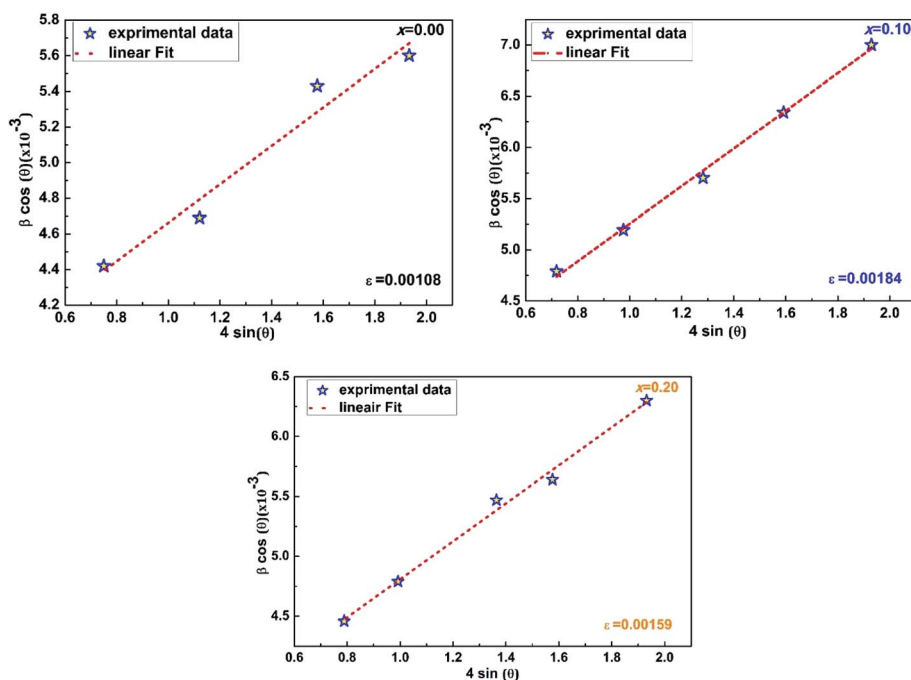 exprimental data
linear Fit
x=0.00
5.8
5.6
5.4
5.2
5.0
4.8
4.6
4.4
4.2
β cos (θ)(x10⁻³)
ε =0.00108
0.6 0.8 1.0 1.2 1.4 1.6 1.8 2.0
4 sin(θ)
exprimental data
linear Fit
x=0.10
7.0
6.5
6.0
5.5
5.0
4.5
β cos (θ)(x10⁻³)
ε =0.00184
0.6 0.8 1.0 1.2 1.4 1.6 1.8 2.0
4 sin (θ)
exprimental data
lineair Fit
x=0.20
6.5
6.0
5.5
5.0
4.5
β cos (θ)(x10⁻³)
ε =0.00159
0.6 0.8 1.0 1.2 1.4 1.6 1.8 2.0
4 sin (θ)